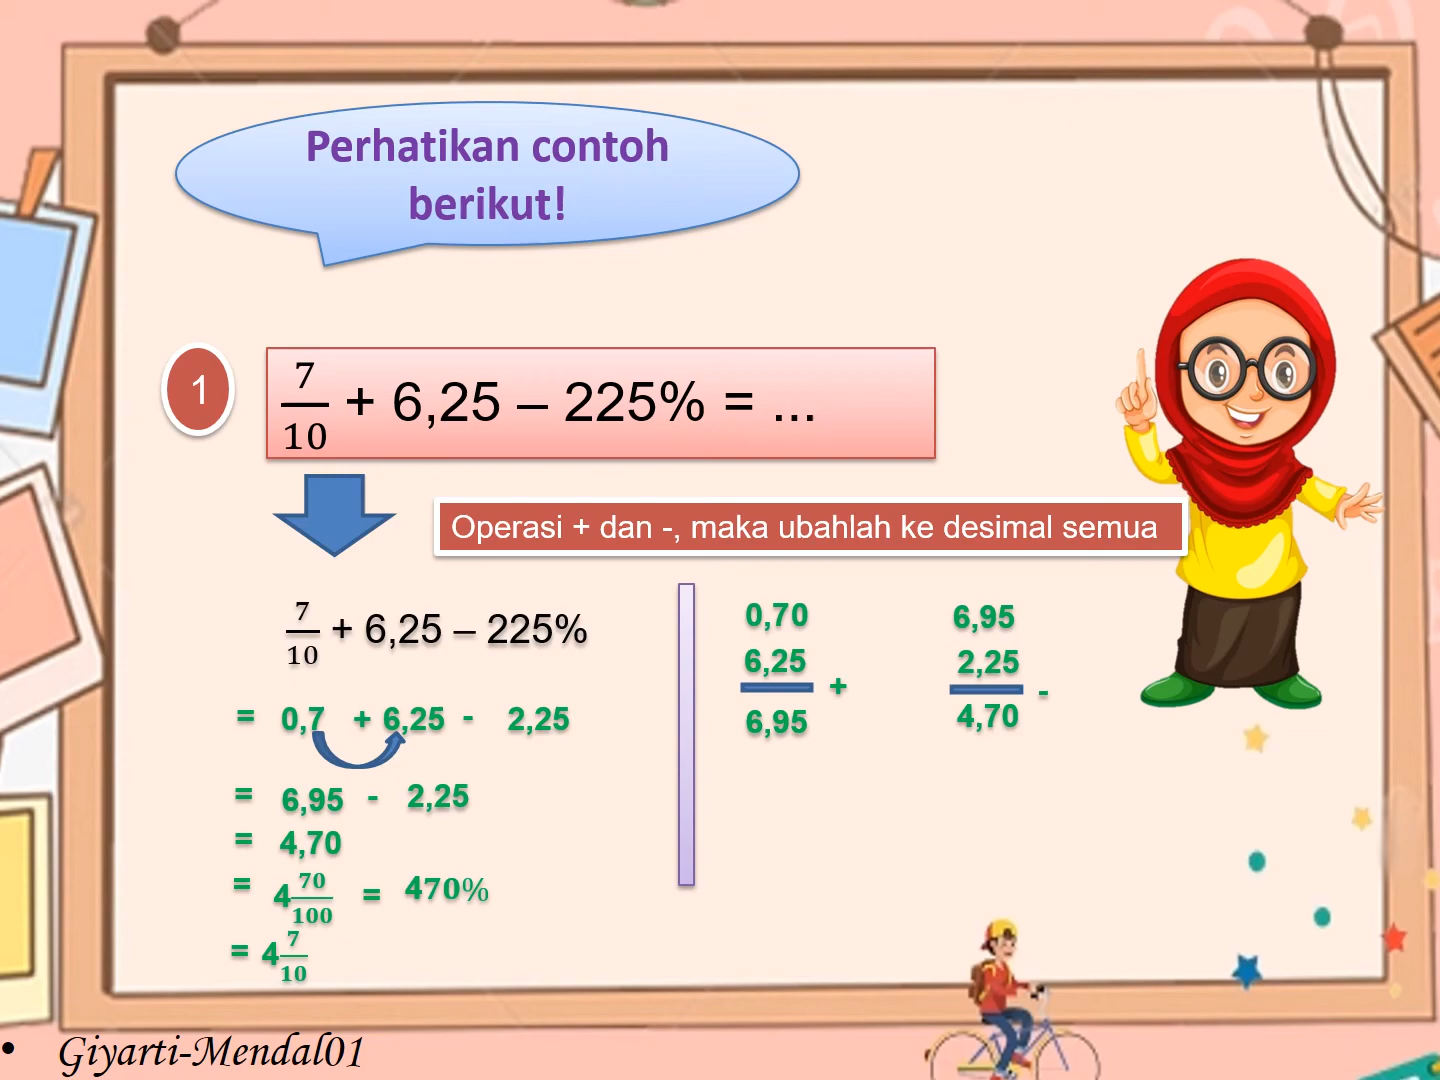 Perhatikan contoh
berikut!
1
7/10 + 6,25 – 225% = ...
Operasi + dan -, maka ubahlah ke desimal semua
7/10 + 6,25 – 225%
= 0,7 + 6,25 - 2,25
= 6,95 - 2,25
= 4,70
= 4 70/100 = 470%
= 4 7/10
0,70
6,25 +
6,95
6,95
2,25 -
4,70
• Giyarti-Mendal01